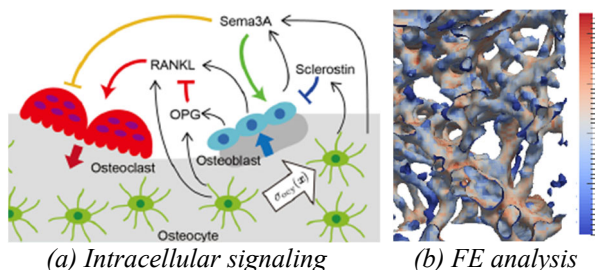 Sema3A
RANKL
Sclerostin
OPG
Osteoblast
Osteoclast
σocy(x)
Osteocyte
(a) Intracellular signaling
(b) FE analysis